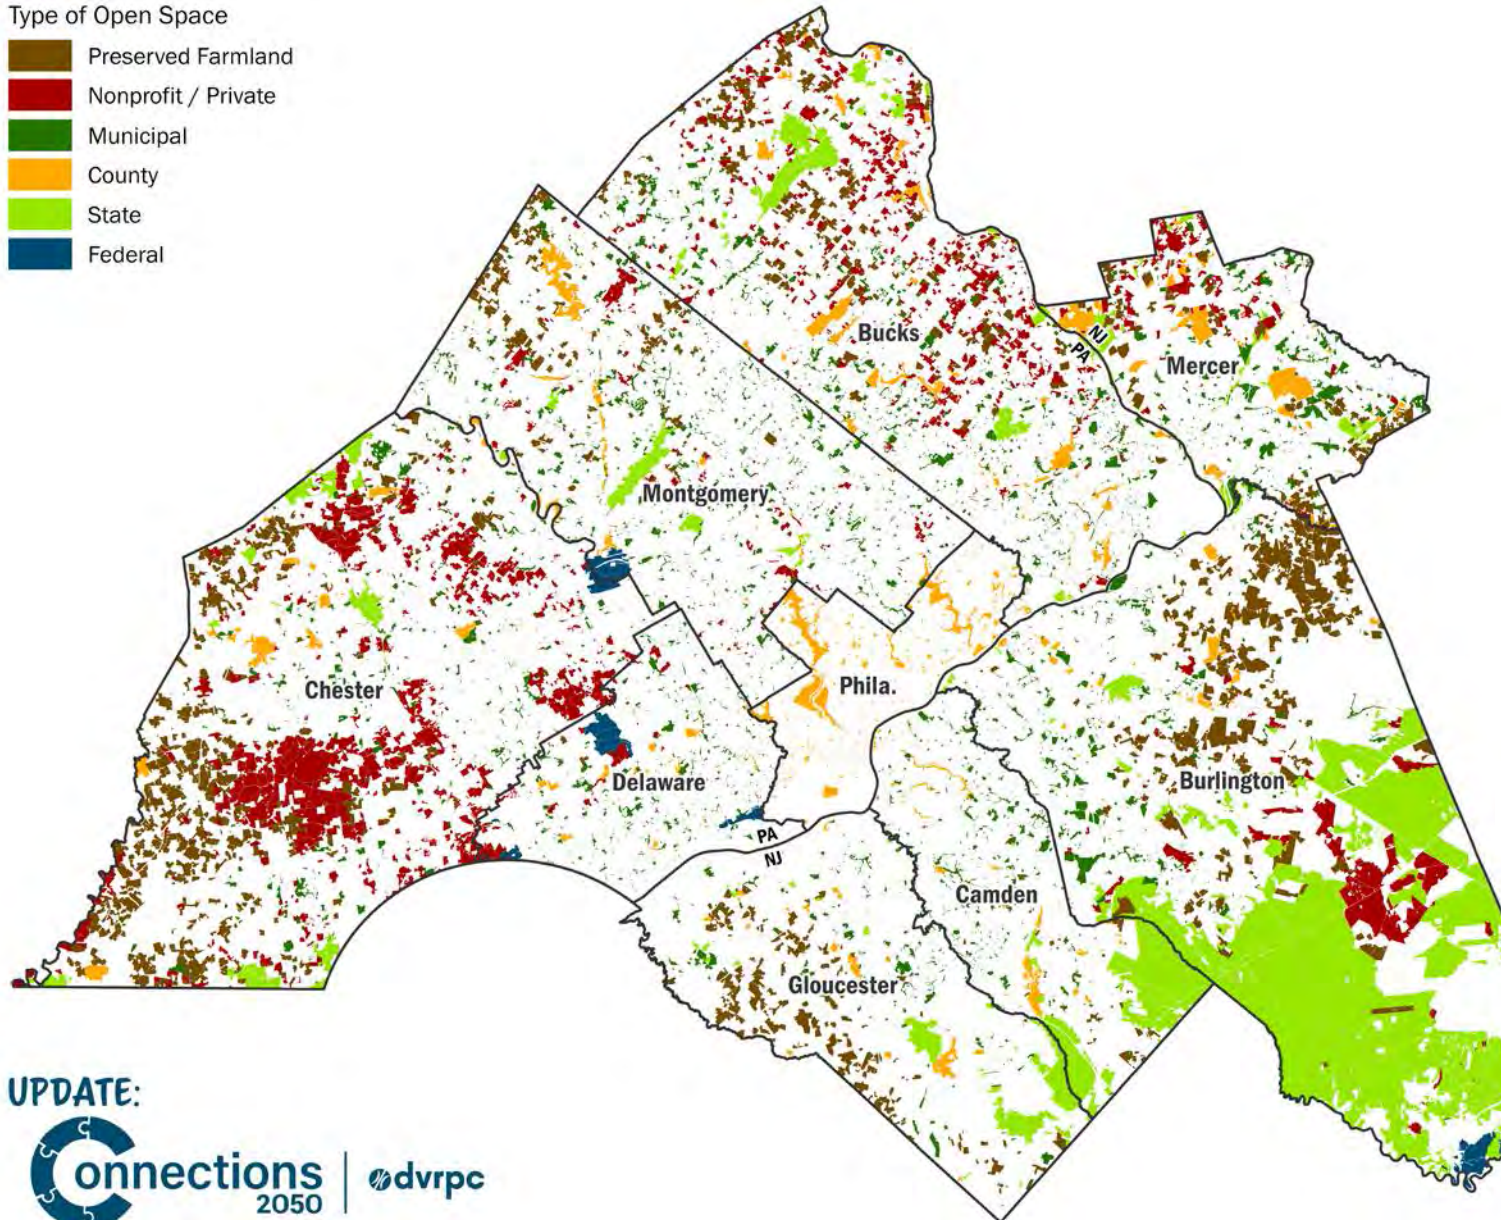 Type of Open Space
Preserved Farmland
Nonprofit / Private
Municipal
County
State
Federal
Bucks
NJ
PA
Mercer
Montgomery
Chester
Phila.
Delaware
Burlington
PA
NJ
Camden
Gloucester
UPDATE:
Connections
2050
dvrpc